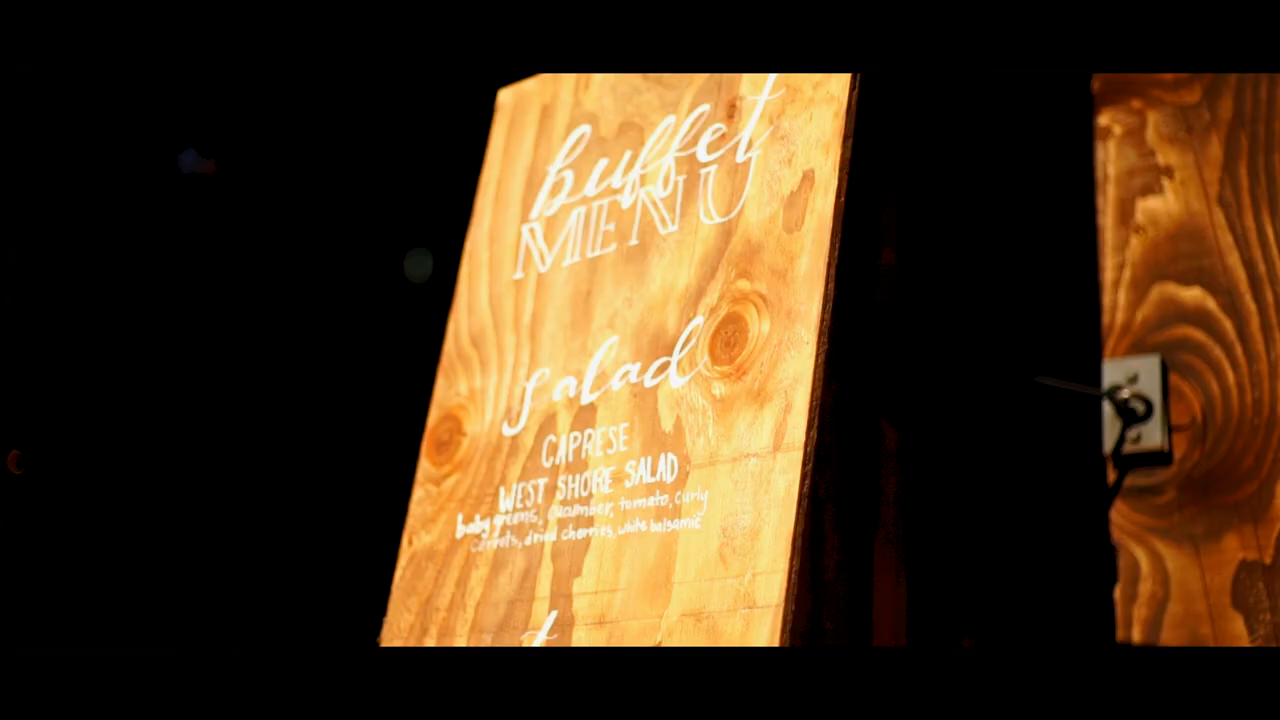 buffet
MENU
salad
CAPRESE
WEST SHORE SALAD
baby greens, cucumber, tomato, curly
carrots, dried cherries, white balsamic